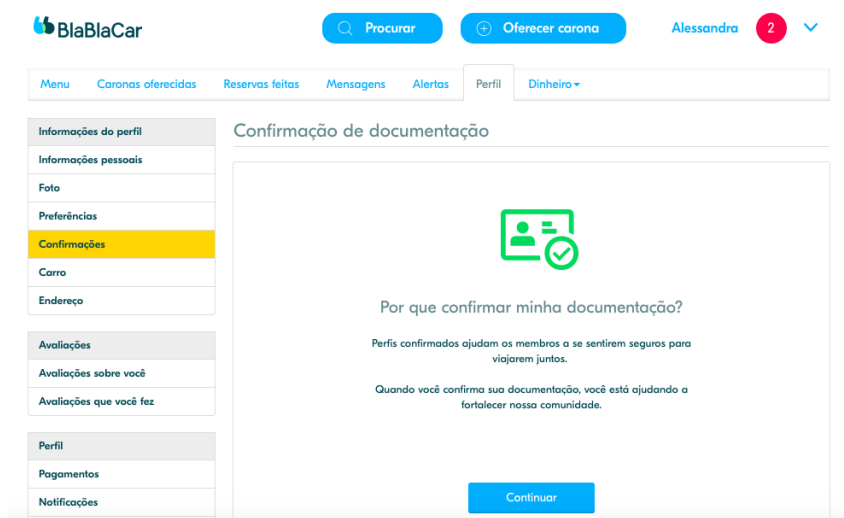 BlaBlaCar
Procurar
Oferecer carona
Alessandra
2
Menu
Caronas oferecidas
Reservas feitas
Mensagens
Alertas
Perfil
Dinheiro
Informações do perfil
Informações pessoais
Foto
Preferências
Confirmações
Carro
Endereço
Avaliações
Avaliações sobre você
Avaliações que você fez
Perfil
Pagamentos
Notificações
Confirmação de documentação
Por que confirmar minha documentação?
Perfis confirmados ajudam os membros a se sentirem seguros para
viajarem juntos.
Quando você confirma sua documentação, você está ajudando a
fortalecer nossa comunidade.
Continuar